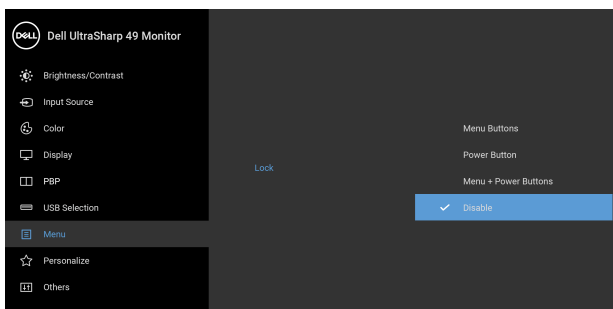 DELL Dell UltraSharp 49 Monitor
Brightness/Contrast
Input Source
Color
Display
PBP
USB Selection
Menu
Personalize
Others
Lock
Menu Buttons
Power Button
Menu + Power Buttons
Disable